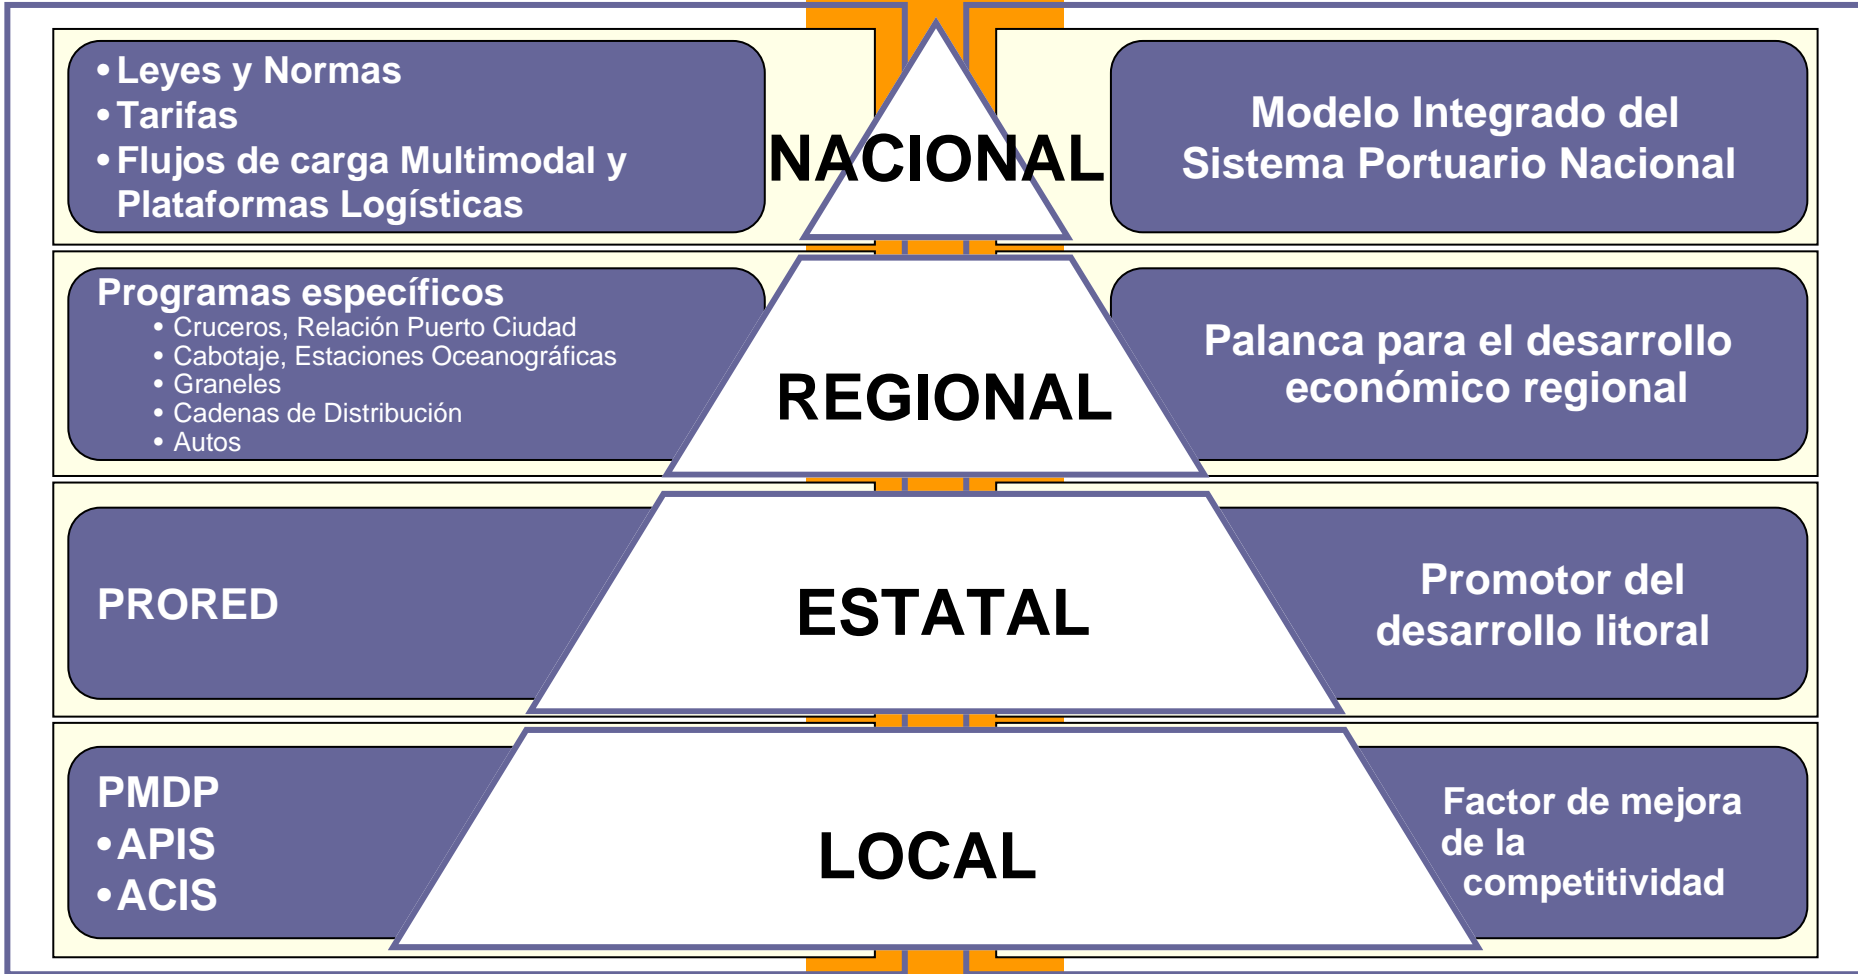 • Leyes y Normas
• Tarifas
• Flujos de carga Multimodal y
Plataformas Logísticas
NACIONAL
Modelo Integrado del
Sistema Portuario Nacional
Programas específicos
• Cruceros, Relación Puerto Ciudad
• Cabotaje, Estaciones Oceanográficas
• Graneles
• Cadenas de Distribución
• Autos
REGIONAL
Palanca para el desarrollo
económico regional
PRORED
ESTATAL
Promotor del
desarrollo litoral
PMDP
• APIS
• ACIS
LOCAL
Factor de mejora
de la
competitividad